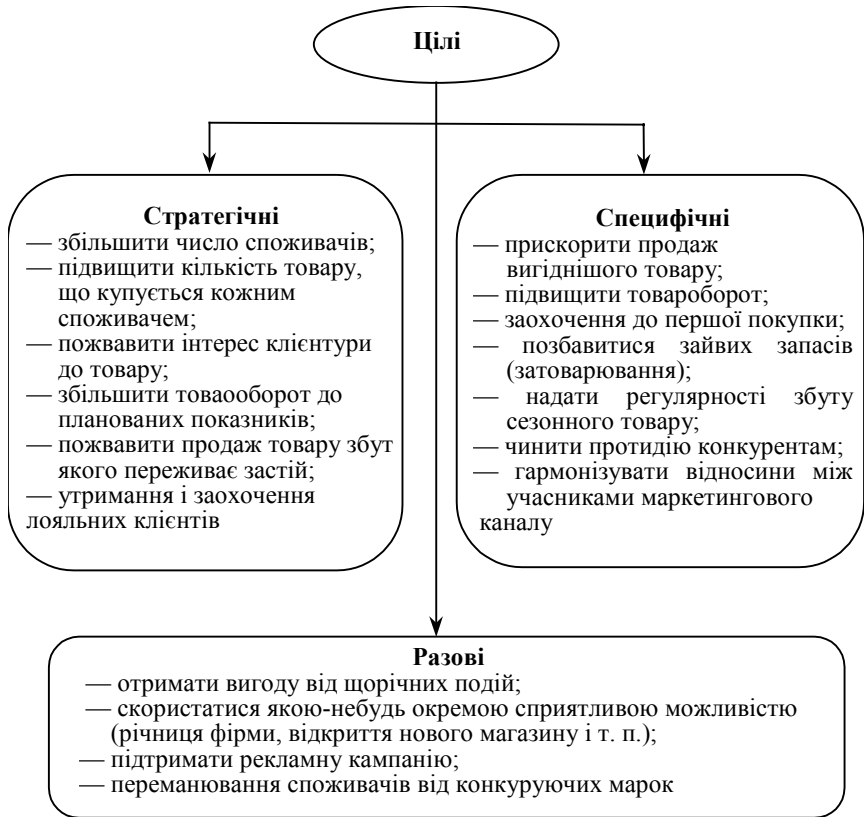 Цілі
Стратегічні
— збільшити число споживачів;
— підвищити кількість товару,
що купується кожним
споживачем;
— пожвавити інтерес клієнтури
до товару;
— збільшити товаооборот до
планованих показників;
— пожвавити продаж товару збут
якого переживає застій;
— утримання і заохочення
лояльних клієнтів
Специфічні
— прискорити продаж
вигіднішого товару;
— підвищити товароборот;
— заохочення до першої покупки;
— позбавитися зайвих запасів
(затоварювання);
— надати регулярності збуту
сезонного товару;
— чинити протидію конкурентам;
— гармонізувати відносини між
учасниками маркетингового
каналу
Разові
— отримати вигоду від щорічних подій;
— скористатися якою-небудь окремою сприятливою можливістю
(річниця фірми, відкриття нового магазину і т. п.);
— підтримати рекламну кампанію;
— переманювання споживачів від конкуруючих марок